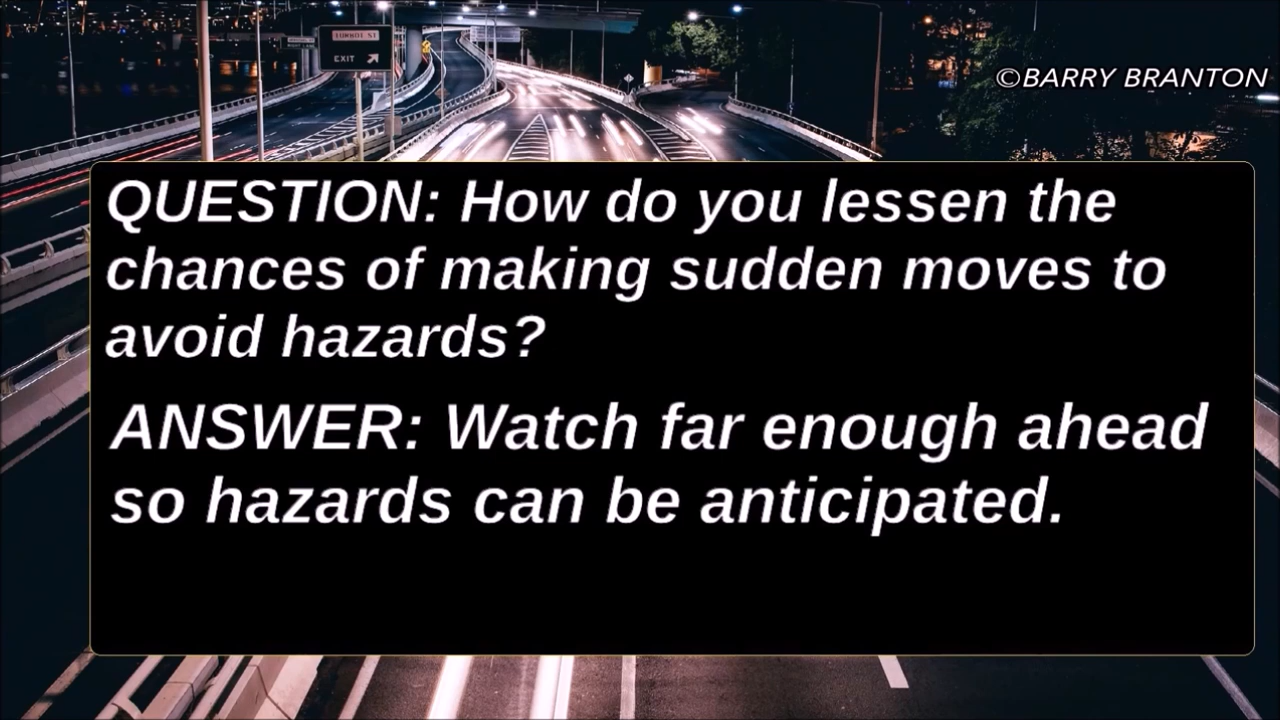 ©BARRY BRANTON
EXIT
QUESTION: How do you lessen the
chances of making sudden moves to
avoid hazards?
ANSWER: Watch far enough ahead
so hazards can be anticipated.